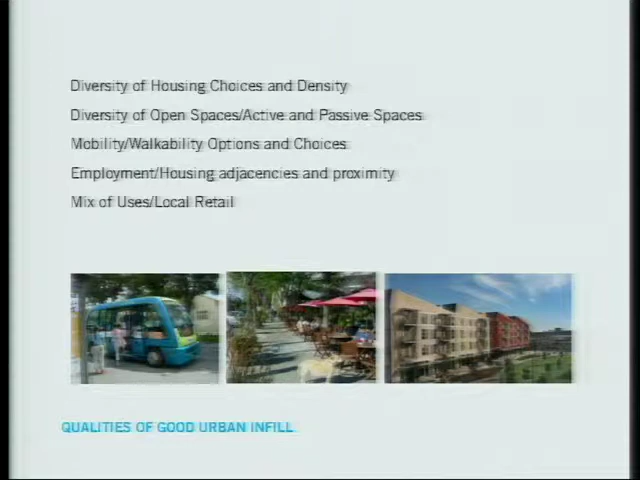 Diversity of Housing Choices and Density
Diversity of Open Spaces/Active and Passive Spaces
Mobility/Walkability Options and Choices
Employment/Housing adjacencies and proximity
Mix of Uses/Local Retail
QUALITIES OF GOOD URBAN INFILL